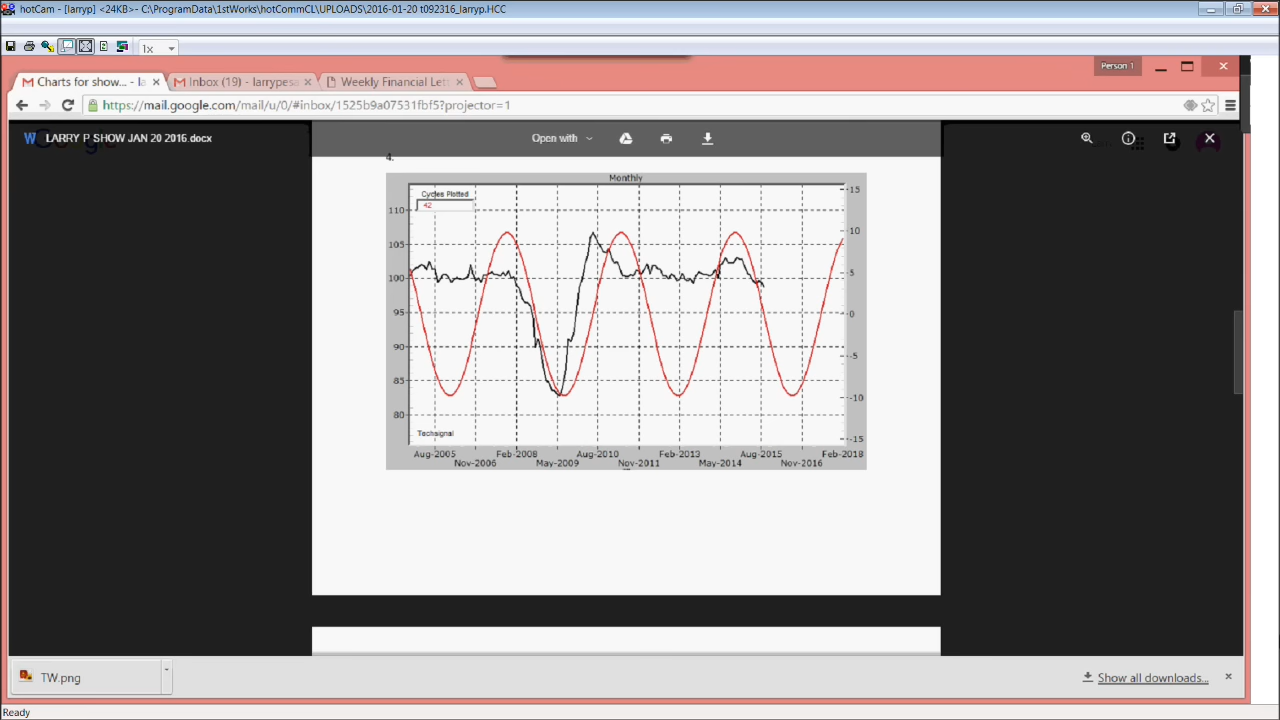 hotCam - [larryp] <24KB> - C:\ProgramData\1stWorks\hotCommCL\UPLOADS\2016-01-20 t092316_larryp.HCC
1x
Charts for show... - la
Inbox (19) - larrypesa
Weekly Financial Lett
Person 1
https://mail.google.com/mail/u/0/#inbox/1525b9a07531fbf5?projector=1
W LARRY P SHOW JAN 20 2016.docx
Open with
4.
Monthly
Cycles Plotted
42
110
105
100
95
90
85
80
15
10
5
0
-5
-10
-15
Techsignal
Aug-2005 Feb-2008 Aug-2010 Feb-2013 Aug-2015 Feb-2018
Nov-2006 May-2009 Nov-2011 May-2014 Nov-2016
TW.png
Show all downloads...
Ready